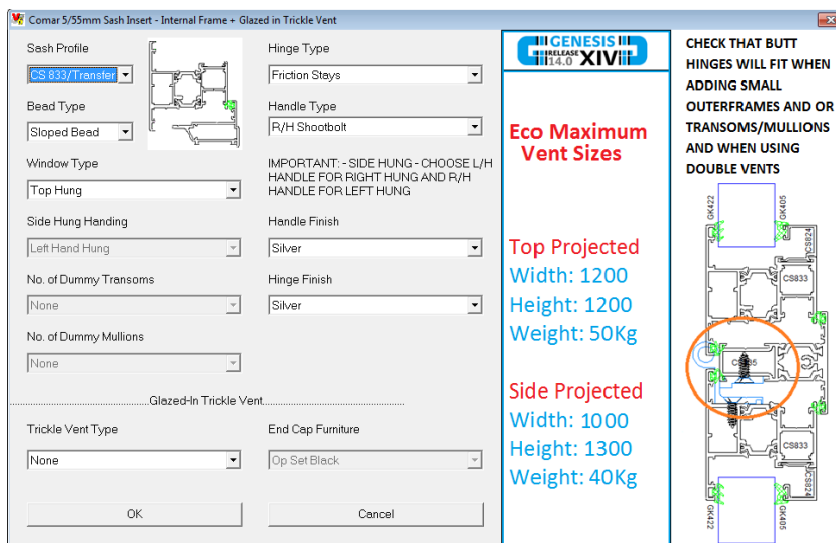 Comar 5/55mm Sash Insert - Internal Frame + Glazed in Trickle Vent
Sash Profile
CS 833/Transfer
Bead Type
Sloped Bead
Window Type
Top Hung
Side Hung Handing
Left Hand Hung
No. of Dummy Transoms
None
No. of Dummy Mullions
None
Hinge Type
Friction Stays
Handle Type
R/H Shootbolt
IMPORTANT: - SIDE HUNG - CHOOSE L/H
HANDLE FOR RIGHT HUNG AND R/H
HANDLE FOR LEFT HUNG
Handle Finish
Silver
Hinge Finish
Silver
Glazed-In Trickle Vent
Trickle Vent Type
None
End Cap Furniture
Op Set Black
OK
Cancel
GENESIS
RELEASE
14.0
XIV
Eco Maximum
Vent Sizes
Top Projected
Width: 1200
Height: 1200
Weight: 50Kg
Side Projected
Width: 1000
Height: 1300
Weight: 40Kg
CHECK THAT BUTT
HINGES WILL FIT WHEN
ADDING SMALL
OUTERFRAMES AND OR
TRANSOMS/MULLIONS
AND WHEN USING
DOUBLE VENTS
GK422
GK405
CS824
CS833
CS833
CS824
GK422
GK405